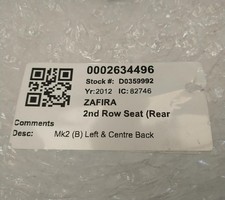 0002634496
Stock #: D0359992
Yr:2012 IC: 82746
ZAFIRA
2nd Row Seat (Rear
Comments
Desc: Mk2 (B) Left & Centre Back